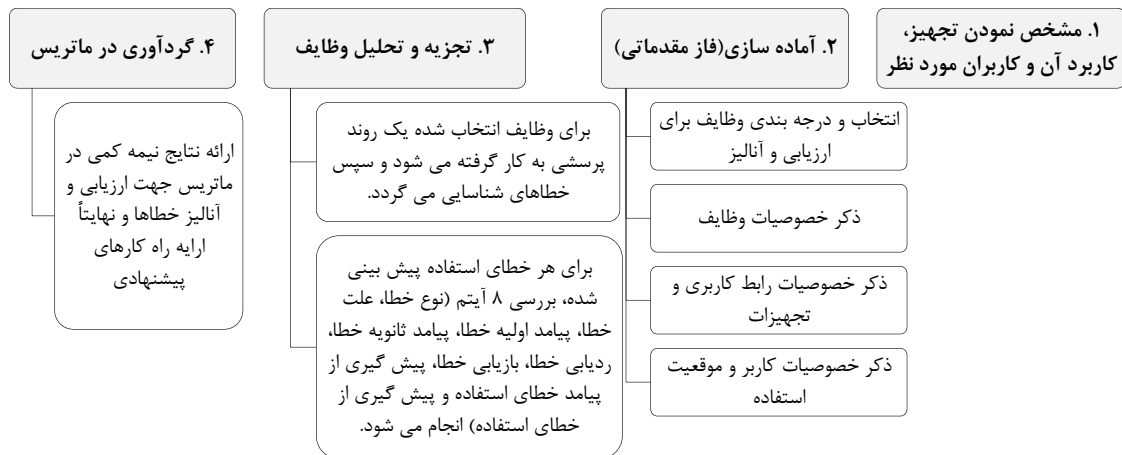 ۱. مشخص نمودن تجهیز،
کاربرد آن و کاربران مورد نظر
۲. آماده سازی(فاز مقدماتی)
انتخاب و درجه بندی وظایف برای
ارزیابی و آنالیز
ذکر خصوصیات وظایف
ذکر خصوصیات رابط کاربری و
تجهیزات
ذکر خصوصیات کاربر و موقعیت
استفاده
۳. تجزیه و تحلیل وظایف
برای وظایف انتخاب شده یک روند
پرسشی به کار گرفته می شود و سپس
خطاهای شناسایی می گردد.
برای هر خطای استفاده پیش بینی
شده، بررسی ۸ آیتم (نوع خطا، علت
خطا، پیامد اولیه خطا، پیامد ثانویه خطا،
ردیابی خطا، بازیابی خطا، پیش گیری از
پیامد خطای استفاده و پیش گیری از
خطای استفاده) انجام می شود.
۴. گردآوری در ماتریس
ارائه نتایج نیمه کمی در
ماتریس جهت ارزیابی و
آنالیز خطاها و نهایتاً
ارایه راه کارهای
پیشنهادی